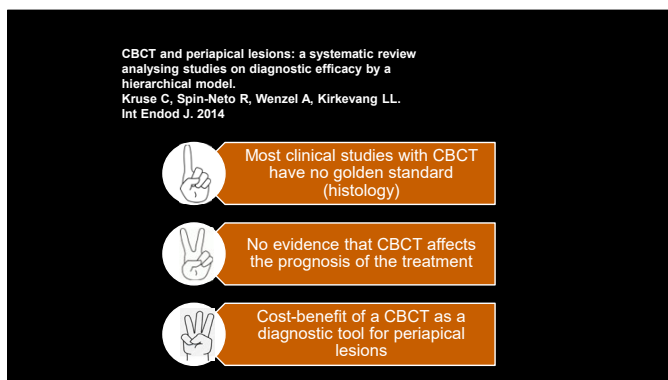 CBCT and periapical lesions: a systematic review
analysing studies on diagnostic efficacy by a
hierarchical model.
Kruse C, Spin-Neto R, Wenzel A, Kirkevang LL.
Int Endod J. 2014
Most clinical studies with CBCT
have no golden standard
(histology)
No evidence that CBCT affects
the prognosis of the treatment
Cost-benefit of a CBCT as a
diagnostic tool for periapical
lesions